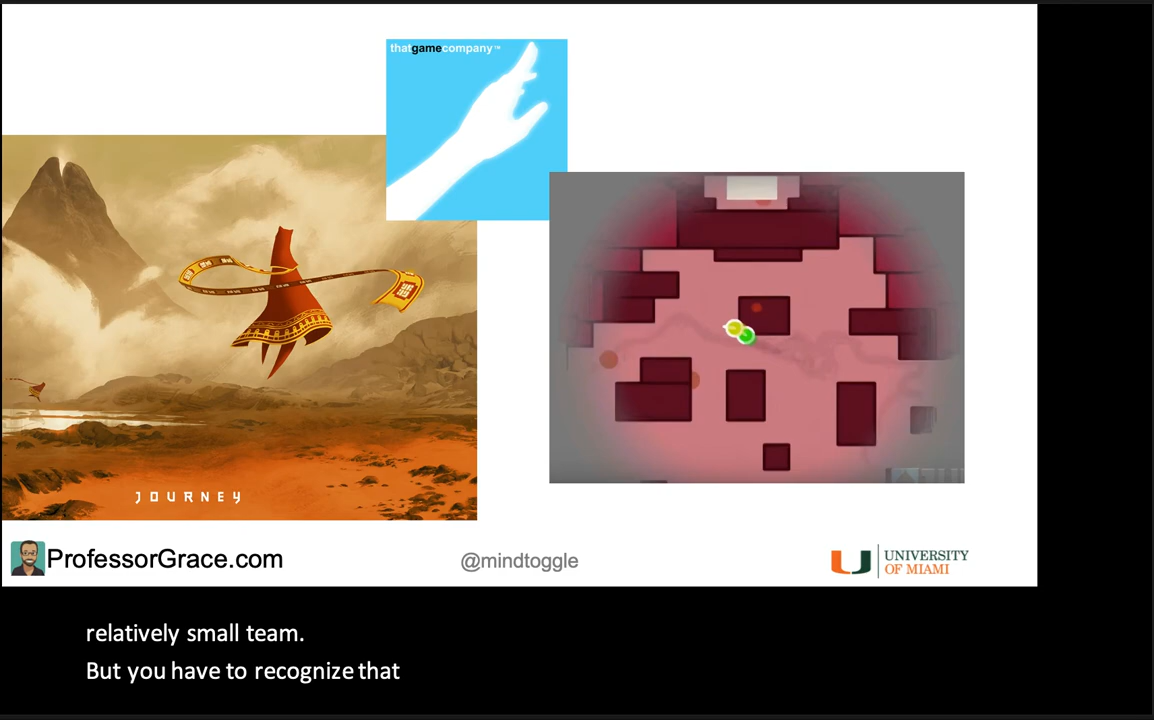 thatgamecompany™
JOURNEY
ProfessorGrace.com
@mindtoggle
UNIVERSITY
OF MIAMI
relatively small team.
But you have to recognize that